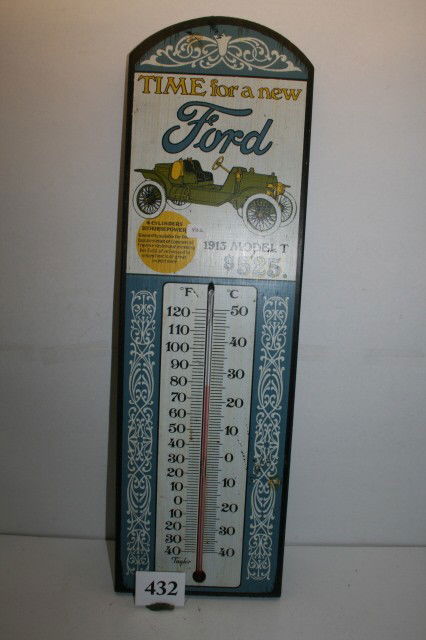 TIME for a new
Ford
4 CYLINDERS
HORSEPOWER
1913 MODEL T
$525.
°F °C
120 50
110
100 40
90
80 30
70
60 20
50 10
40
30 0
20
10 10
0
10 20
20 30
30
40 40
Taylor
432